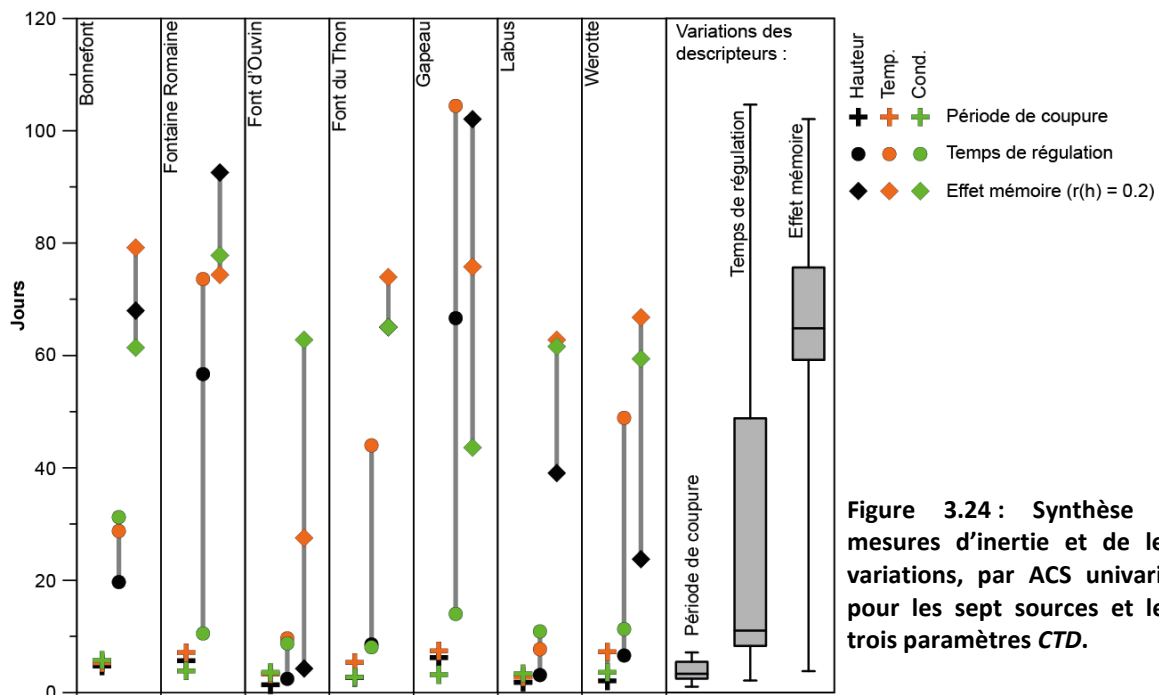 120
100
80
60
40
20
0
Jours
Bonnefont
Fontaine Romaine
Font d'Ouvin
Font du Thon
Gapeau
Labus
Werotte
Variations des
descripteurs :
Période de coupure
Temps de régulation
Effet mémoire
Hauteur
Temp.
Cond.
Période de coupure
Temps de régulation
Effet mémoire (r(h) = 0.2)
Figure 3.24 : Synthèse
mesures d'inertie et de le
variations, par ACS univari
pour les sept sources et le
trois paramètres CTD.